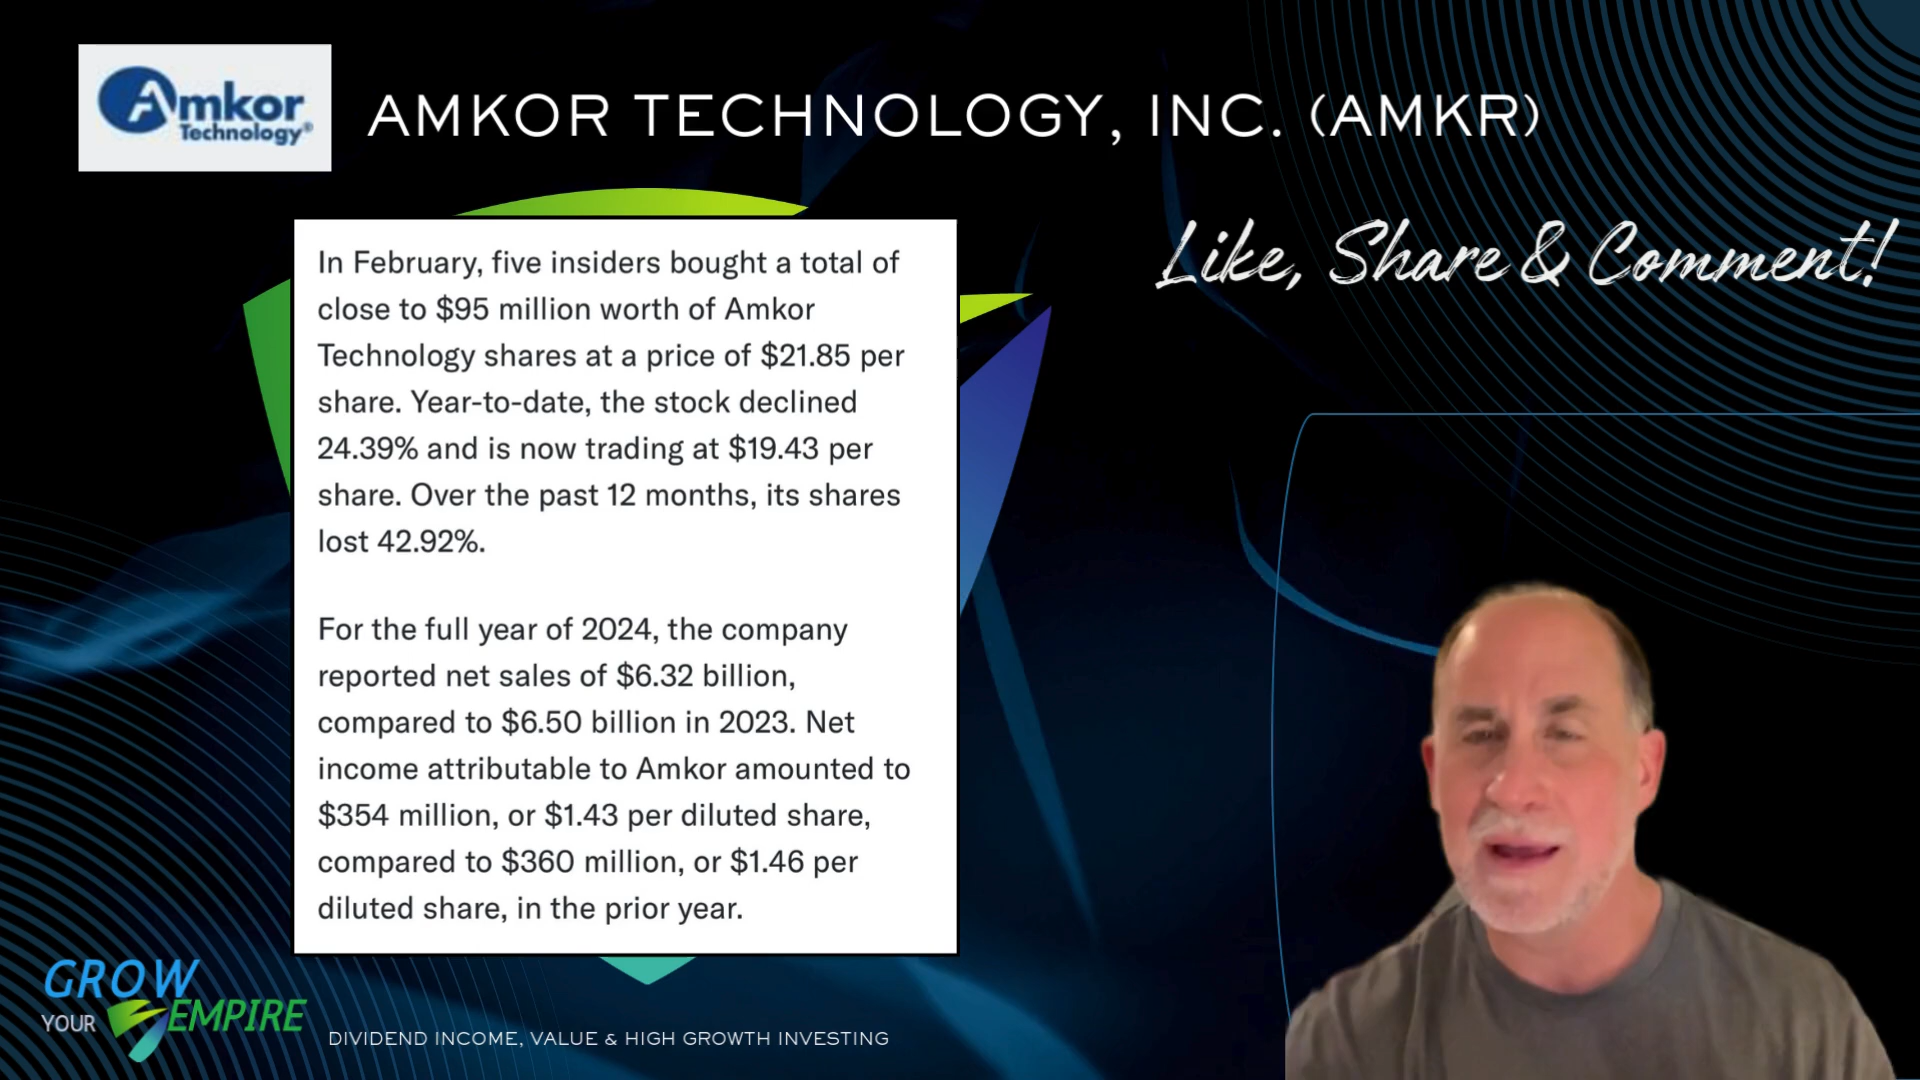 Amkor
Technology®
AMKOR TECHNOLOGY, INC. (AMKR)
Like, Share & Comment!
In February, five insiders bought a total of
close to $95 million worth of Amkor
Technology shares at a price of $21.85 per
share. Year-to-date, the stock declined
24.39% and is now trading at $19.43 per
share. Over the past 12 months, its shares
lost 42.92%.
For the full year of 2024, the company
reported net sales of $6.32 billion,
compared to $6.50 billion in 2023. Net
income attributable to Amkor amounted to
$354 million, or $1.43 per diluted share,
compared to $360 million, or $1.46 per
diluted share, in the prior year.
GROW
YOUR EMPIRE
DIVIDEND INCOME, VALUE & HIGH GROWTH INVESTING